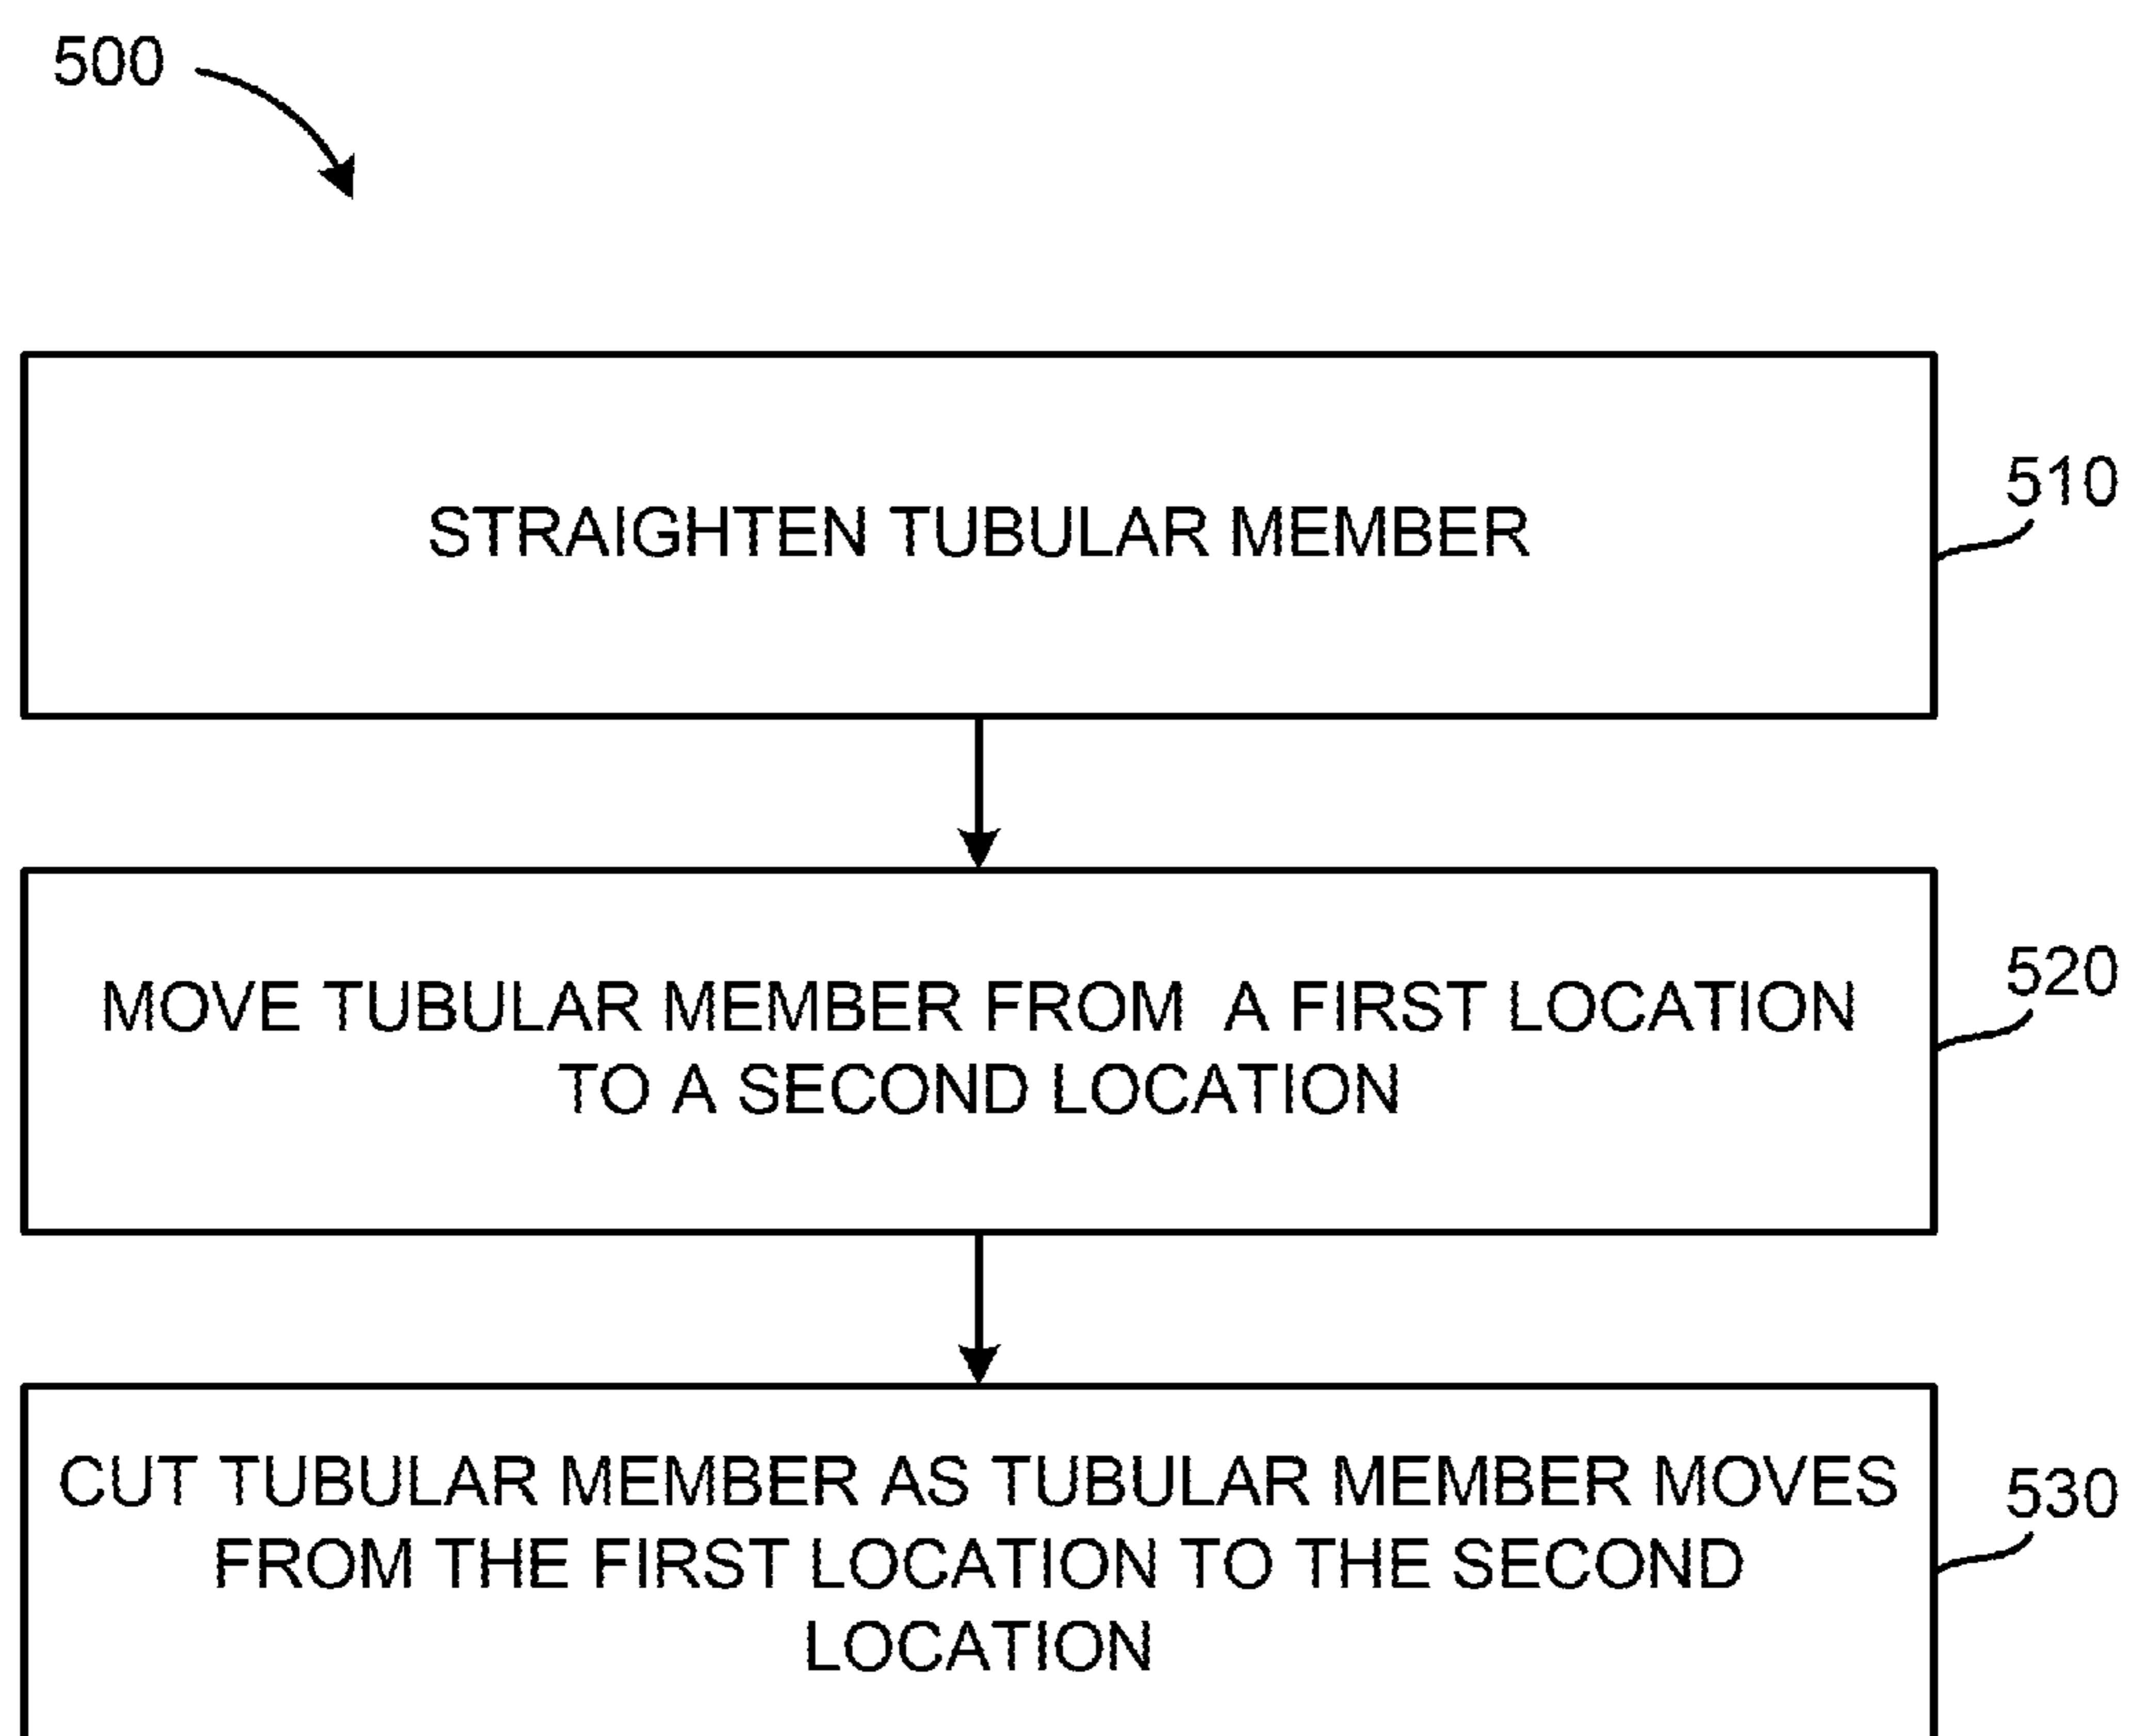 500
STRAIGHTEN TUBULAR MEMBER
510
MOVE TUBULAR MEMBER FROM A FIRST LOCATION
TO A SECOND LOCATION
520
CUT TUBULAR MEMBER AS TUBULAR MEMBER MOVES
FROM THE FIRST LOCATION TO THE SECOND
LOCATION
530